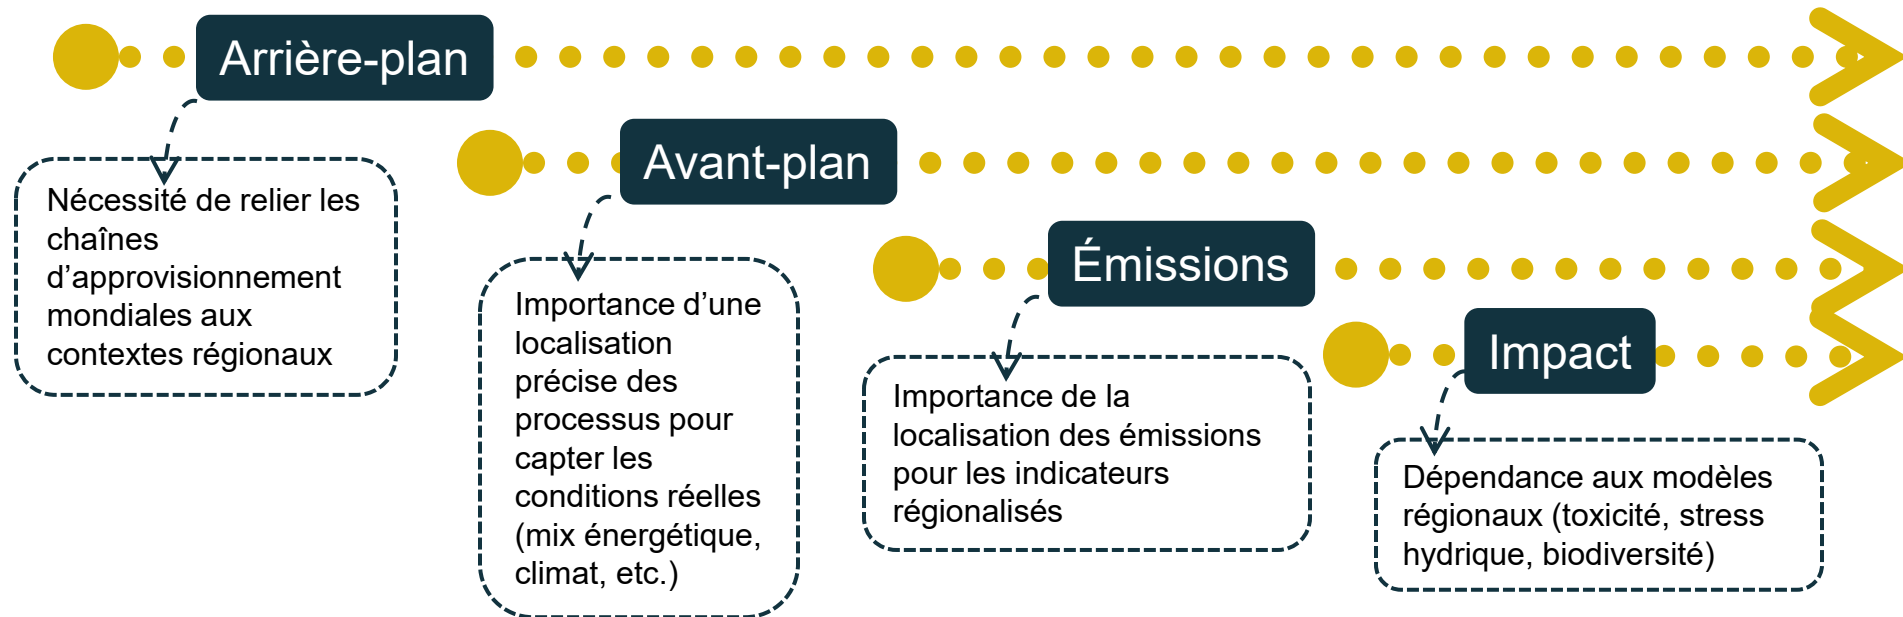 Arrière-plan
Nécessité de relier les
chaînes
d’approvisionnement
mondiales aux
contextes régionaux
Avant-plan
Importance d’une
localisation
précise des
processus pour
capter les
conditions réelles
(mix énergétique,
climat, etc.)
Émissions
Importance de la
localisation des émissions
pour les indicateurs
régionalisés
Impact
Dépendance aux modèles
régionaux (toxicité, stress
hydrique, biodiversité)